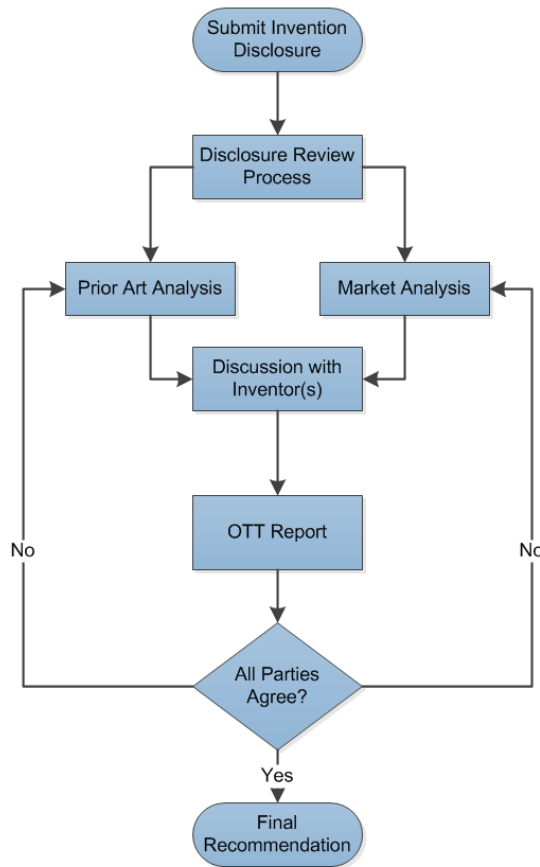 Submit Invention
Disclosure
Disclosure Review
Process
Prior Art Analysis
Market Analysis
Discussion with
Inventor(s)
OTT Report
No
No
All Parties
Agree?
Yes
Final
Recommendation